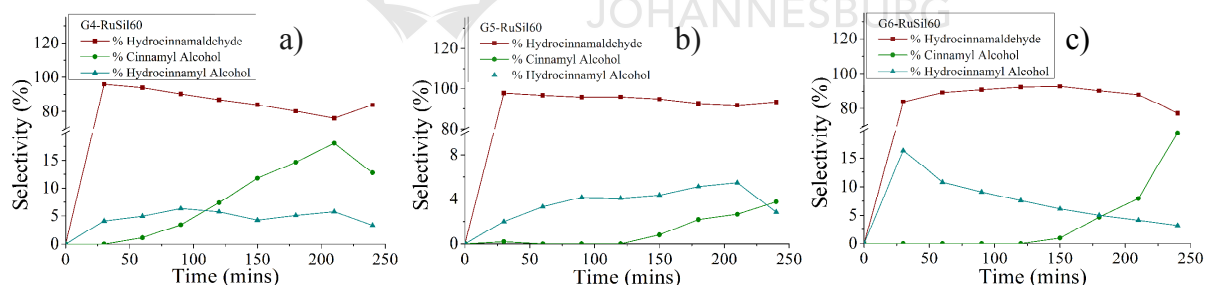 JOHANNESBURG
G4-RuSil60
% Hydrocinnamaldehyde
% Cinnamyl Alcohol
% Hydrocinnamyl Alcohol
a)
Selectivity (%)
120
100
80
20
15
10
5
0
0 50 100 150 200 250
Time (mins)
G5-RuSil60
% Hydrocinnamaldehyde
% Cinnamyl Alcohol
% Hydrocinnamyl Alcohol
b)
Selectivity (%)
120
100
80
8
6
4
2
0
0 50 100 150 200 250
Time (mins)
G6-RuSil60
% Hydrocinnamaldehyde
% Cinnamyl Alcohol
% Hydrocinnamyl Alcohol
c)
Selectivity (%)
120
100
80
15
10
5
0
0 50 100 150 200 250
Time (mins)